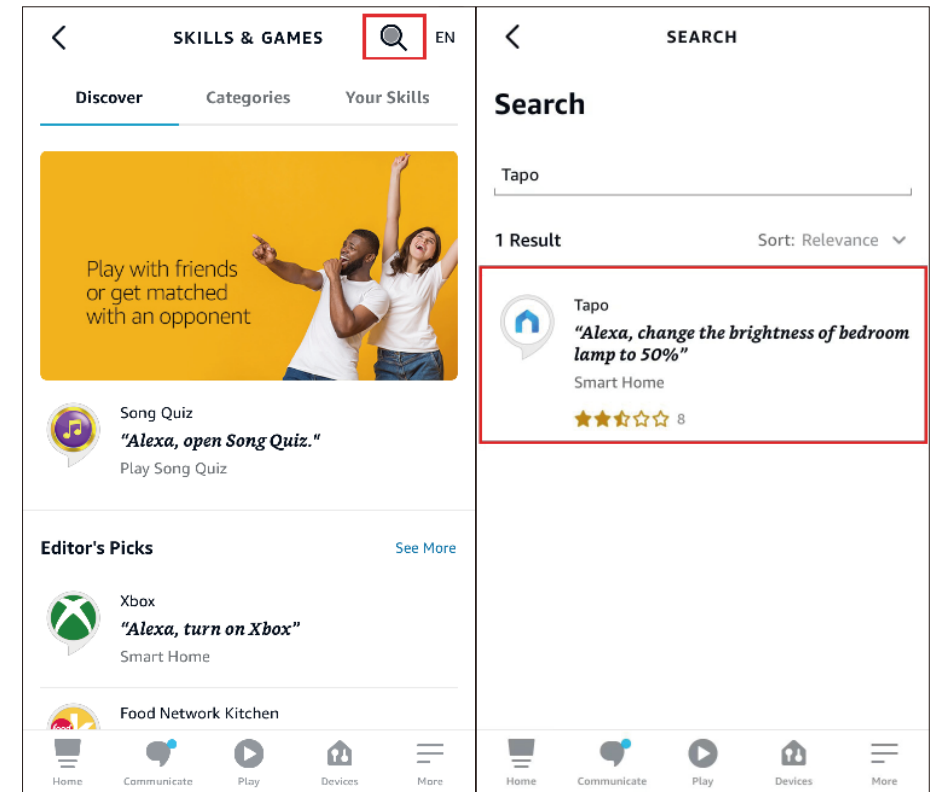 SKILLS & GAMES
EN
Discover
Categories
Your Skills
Play with friends
or get matched
with an opponent
Song Quiz
“Alexa, open Song Quiz."
Play Song Quiz
Editor's Picks
See More
Xbox
“Alexa, turn on Xbox”
Smart Home
food
Food Network Kitchen
Home
Communicate
Play
Devices
More
SEARCH
Search
Tapo
1 Result
Sort: Relevance
Tapo
“Alexa, change the brightness of bedroom
lamp to 50%”
Smart Home
8
Home
Communicate
Play
Devices
More